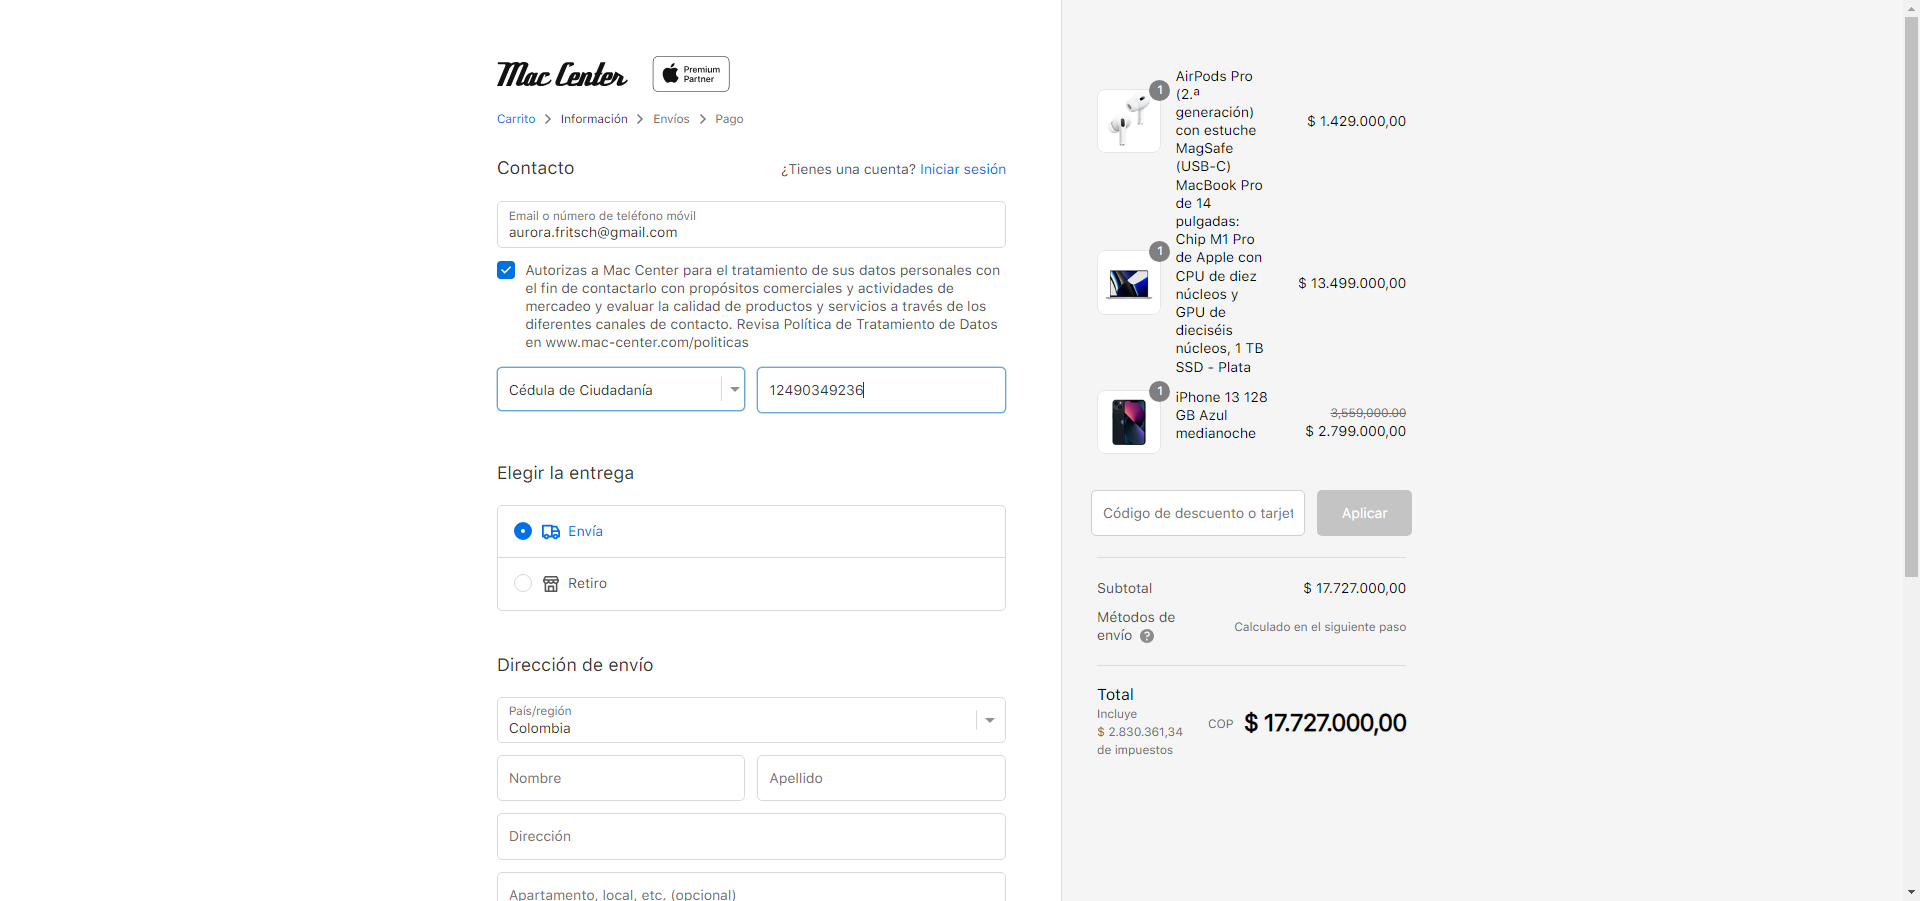 Mac Center
Premium
Partner
Carrito
Información
Envíos
Pago
Contacto
¿Tienes una cuenta? Iniciar sesión
Email o número de teléfono móvil
aurora.fritsch@gmail.com
Autorizas a Mac Center para el tratamiento de sus datos personales con
el fin de contactarlo con propósitos comerciales y actividades de
mercadeo y evaluar la calidad de productos y servicios a través de los
diferentes canales de contacto. Revisa Política de Tratamiento de Datos
en www.mac-center.com/politicas
Cédula de Ciudadanía
12490349236
Elegir la entrega
Envía
Retiro
Dirección de envío
País/región
Colombia
Nombre
Apellido
Dirección
Apartamento, local, etc. (opcional)
1
AirPods Pro
(2.ª
generación)
con estuche
MagSafe
(USB-C)
$ 1.429.000,00
1
MacBook Pro
de 14
pulgadas:
Chip M1 Pro
de Apple con
CPU de diez
núcleos y
GPU de
dieciséis
núcleos, 1 TB
SSD - Plata
$ 13.499.000,00
1
iPhone 13 128
GB Azul
medianoche
3,559,000.00
$ 2.799.000,00
Código de descuento o tarjet
Aplicar
Subtotal
$ 17.727.000,00
Métodos de
envío ?
Calculado en el siguiente paso
Total
Incluye
$ 2.830.361,34
de impuestos
COP $ 17.727.000,00